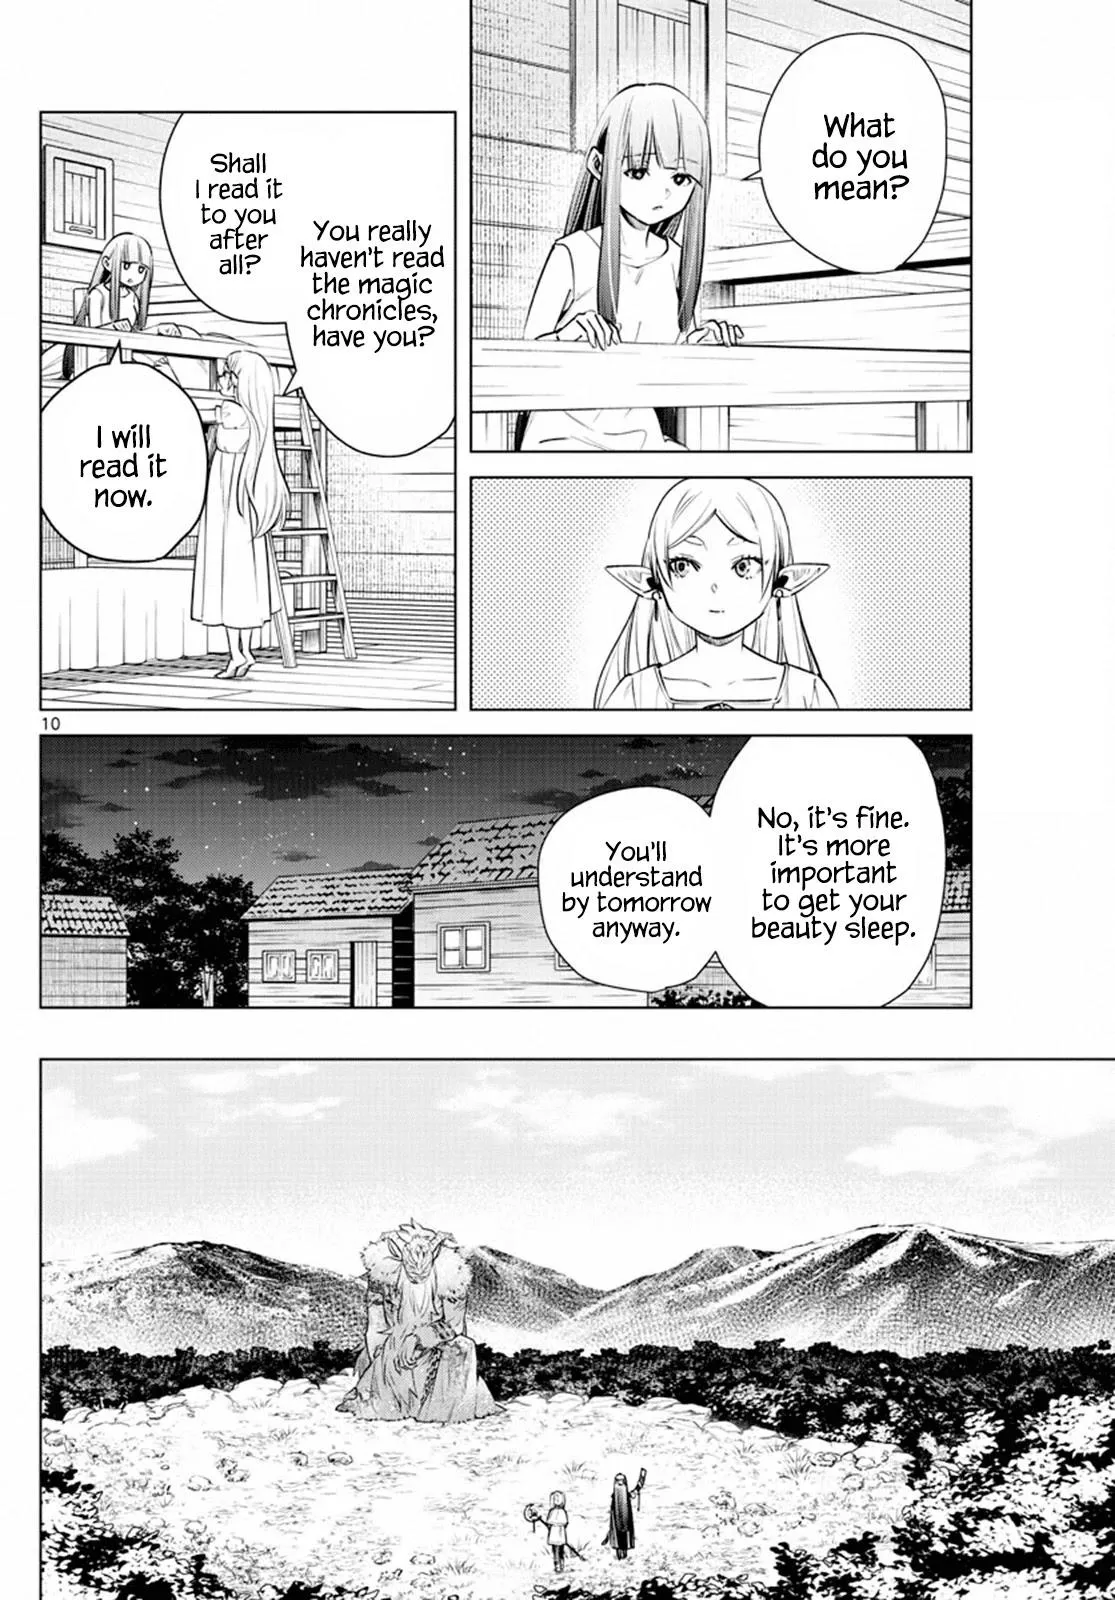 What
do you
mean?
You really
haven't read
the magic
chronicles,
have you?
Shall
I read it
to you
after
all?
I will
read it
now.
10
No, it's fine.
It's more
important
to get your
beauty sleep.
You'll
understand
by tomorrow
anyway.